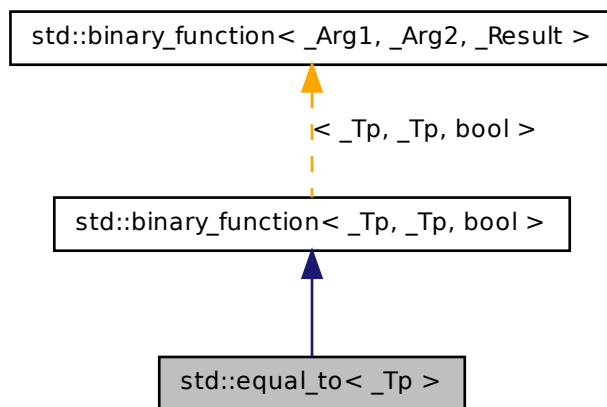 std::binary_function< _Arg1, _Arg2, _Result >
< _Tp, _Tp, bool >
std::binary_function< _Tp, _Tp, bool >
std::equal_to< _Tp >